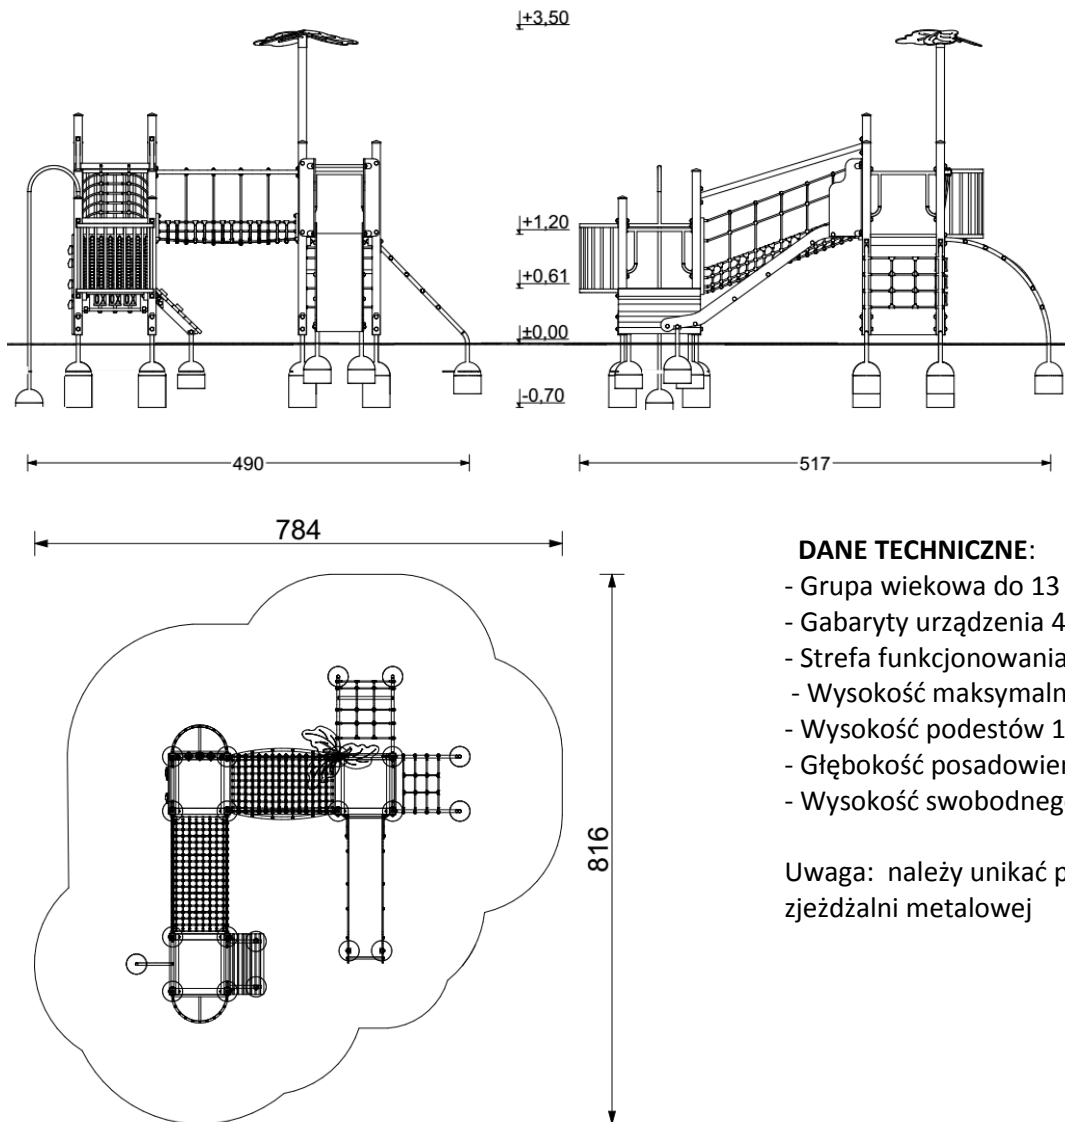 +3,50
+1,20
+0,61
±0,00
-0,70
490
517
784
816
DANE TECHNICZNE:
- Grupa wiekowa do 13
- Gabaryty urządzenia 4
- Strefa funkcjonowania
- Wysokość maksymaln
- Wysokość podestów 1
- Głębokość posadowie
- Wysokość swobodneg
Uwaga: należy unikać p
zjeżdżalni metalowej